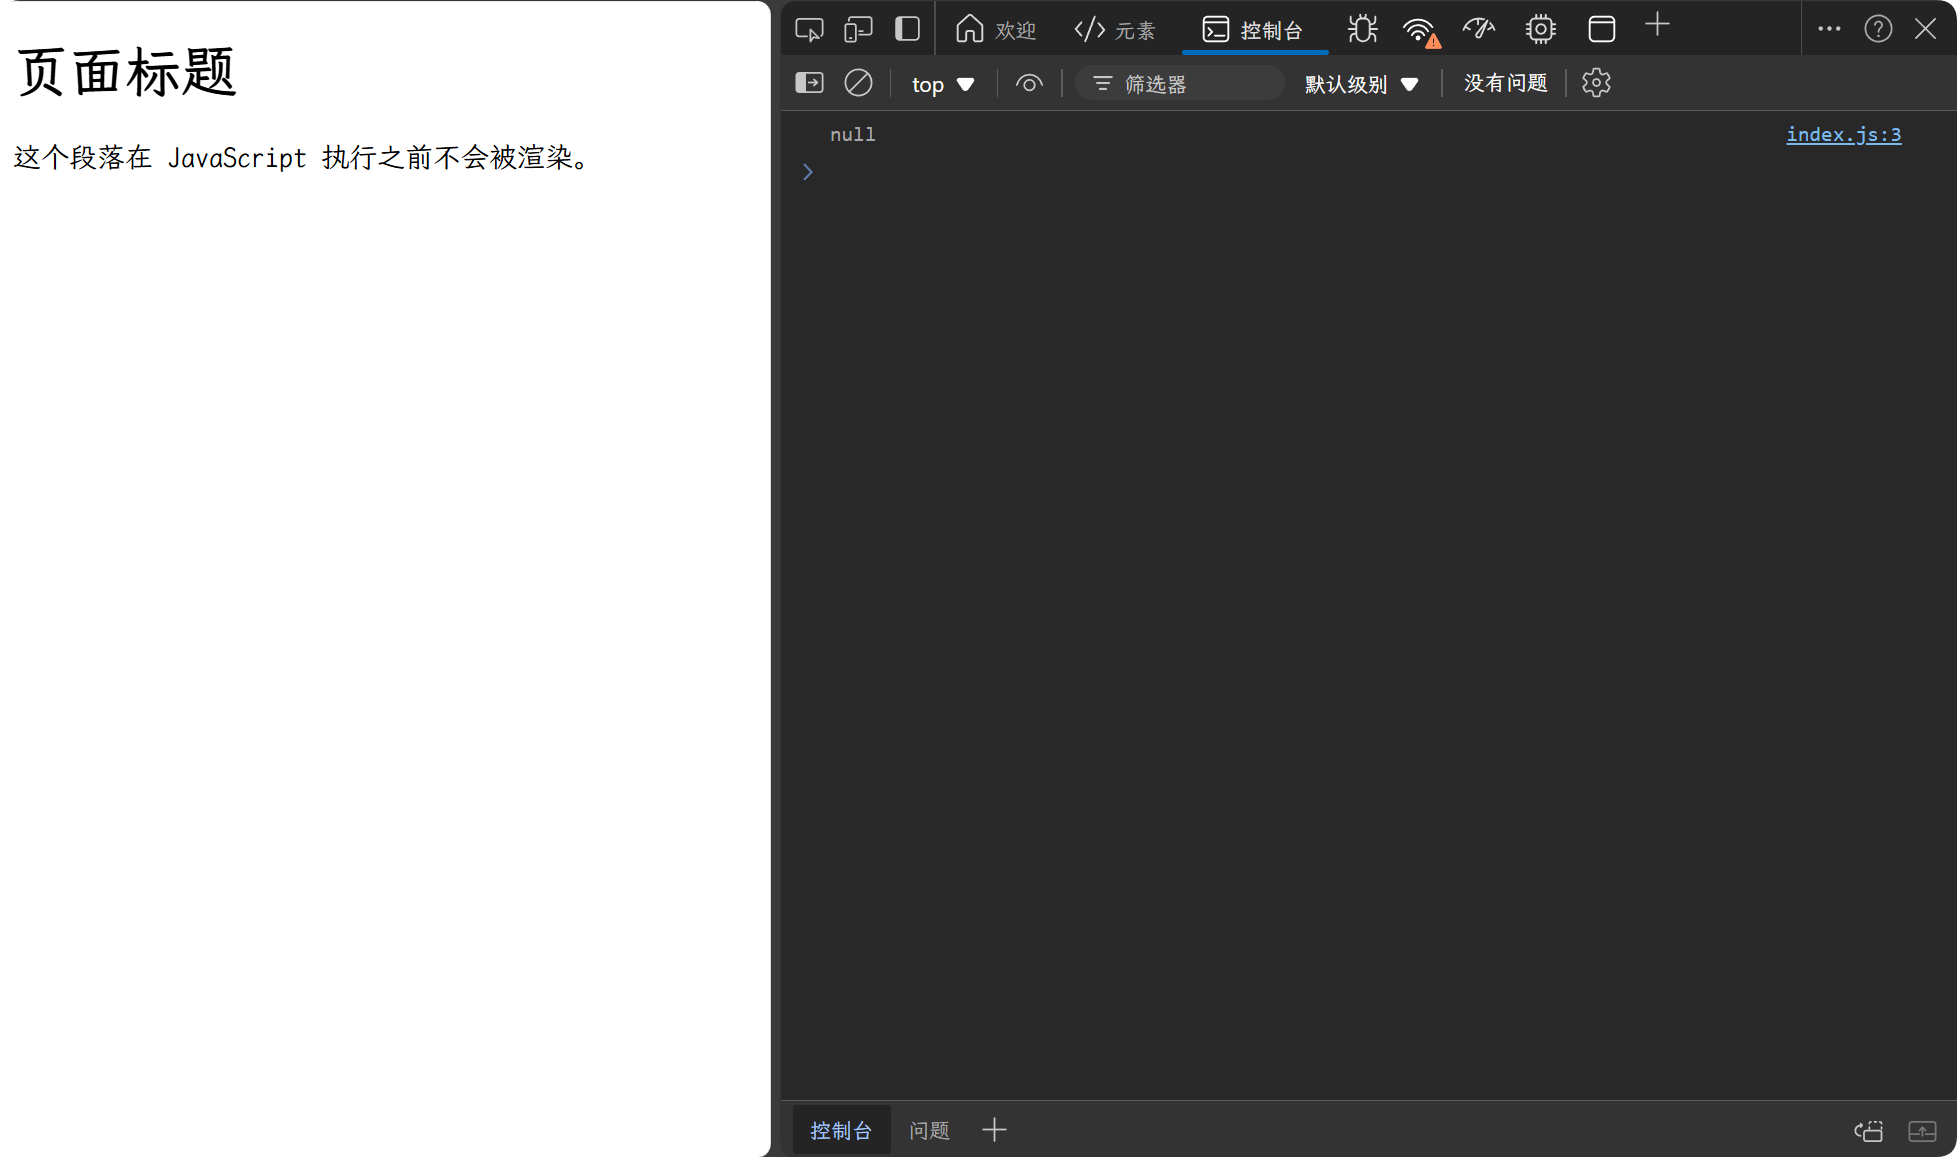 页面标题
这个段落在 JavaScript 执行之前不会被渲染。
欢迎 元素 控制台
top 筛选器 默认级别 没有问题
null index.js:3
控制台 问题